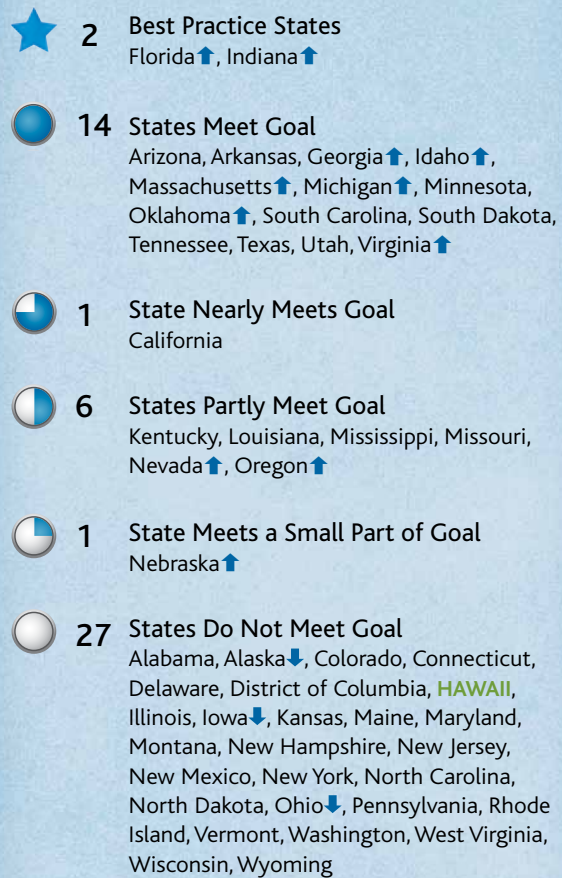 2 Best Practice States
Florida⬆, Indiana⬆
14 States Meet Goal
Arizona, Arkansas, Georgia⬆, Idaho⬆,
Massachusetts⬆, Michigan⬆, Minnesota,
Oklahoma⬆, South Carolina, South Dakota,
Tennessee, Texas, Utah, Virginia⬆
1 State Nearly Meets Goal
California
6 States Partly Meet Goal
Kentucky, Louisiana, Mississippi, Missouri,
Nevada⬆, Oregon⬆
1 State Meets a Small Part of Goal
Nebraska⬆
27 States Do Not Meet Goal
Alabama, Alaska⬇, Colorado, Connecticut,
Delaware, District of Columbia, HAWAII,
Illinois, Iowa⬇, Kansas, Maine, Maryland,
Montana, New Hampshire, New Jersey,
New Mexico, New York, North Carolina,
North Dakota, Ohio⬇, Pennsylvania, Rhode
Island, Vermont, Washington, West Virginia,
Wisconsin, Wyoming